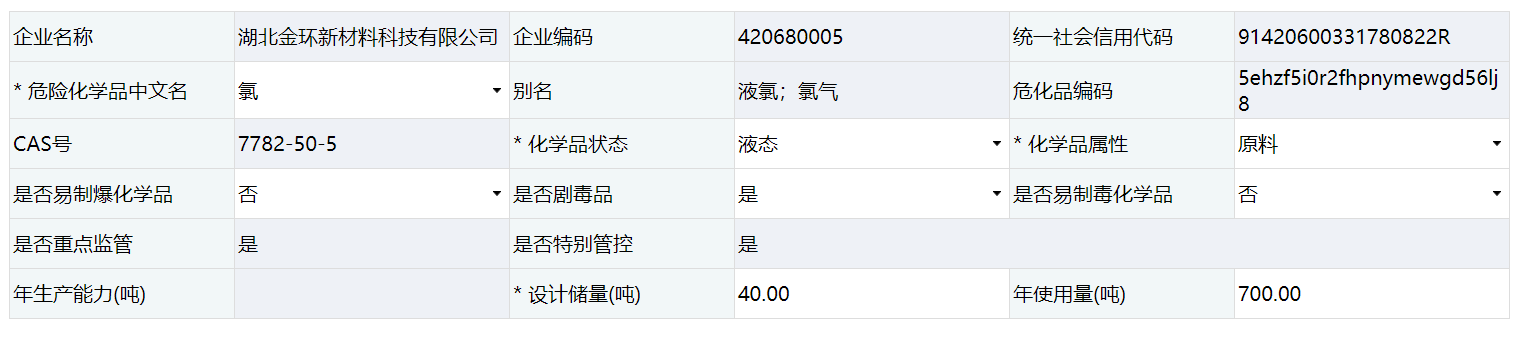 企业名称 湖北金环新材料科技有限公司 企业编码 420680005 统一社会信用代码 91420600331780822R
* 危险化学品中文名 氯 别名 液氯；氯气 危化品编码 5ehzf5i0r2fhpnymewgd56lj
8
CAS号 7782-50-5 * 化学品状态 液态 * 化学品属性 原料
是否易制爆化学品 否 是否剧毒品 是 是否易制毒化学品 否
是否重点监管 是 是否特别管控 是
年生产能力(吨) * 设计储量(吨) 40.00 年使用量(吨) 700.00